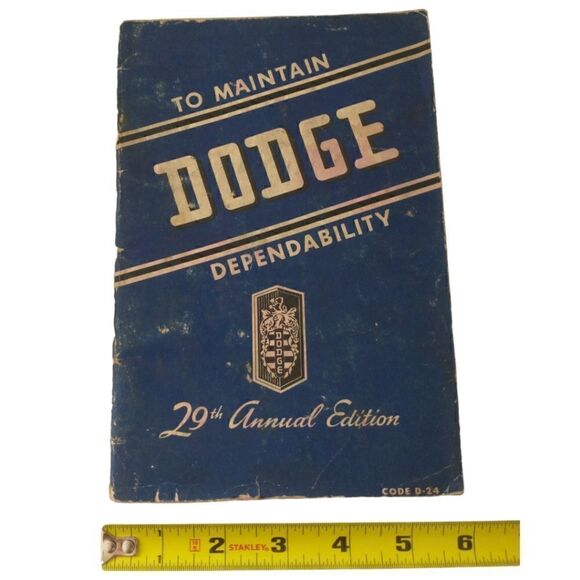 TO MAINTAIN
DODGE
DEPENDABILITY
DODGE
29th Annual Edition
CODE D-24
2 STANLEY® 3 4 5 6